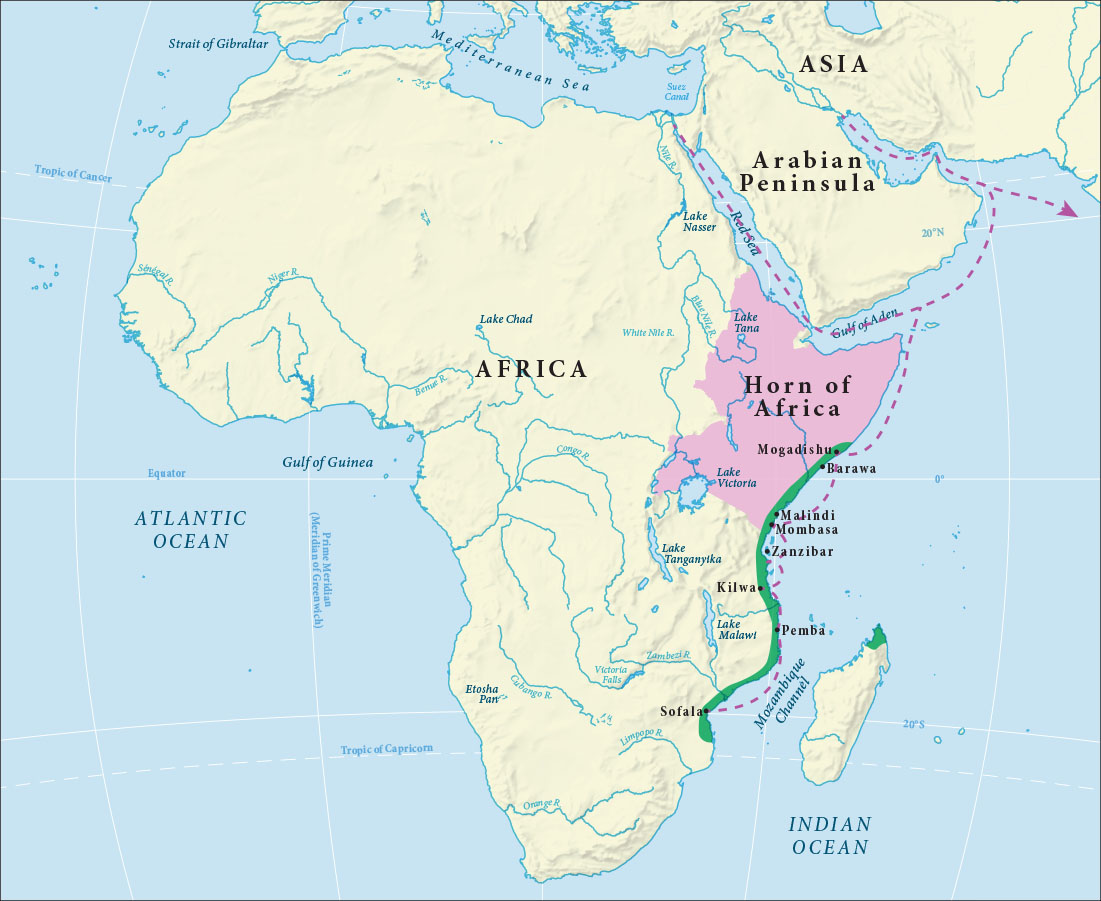 Strait of Gibraltar
Mediterranean Sea
ASIA
Suez
Canal
Nile R.
Arabian
Peninsula
Tropic of Cancer
Lake
Nasser
Red Sea
20°N
Sénégal R.
Niger R.
Lake Chad
White Nile R.
Blue Nile R.
Lake
Tana
Gulf of Aden
AFRICA
Benue R.
Horn of
Africa
Mogadishu
Barawa
Gulf of Guinea
Congo R.
Equator
Lake
Victoria
0°
ATLANTIC
OCEAN
Malindi
Mombasa
Prime Meridian
(Meridian of Greenwich)
Lake
Tanganyika
Zanzibar
Kilwa
Lake
Malawi
Pemba
Zambezi R.
Victoria
Falls
Etosha
Pan
Cubango R.
Mozambique
Channel
Sofala
20°S
Limpopo R.
Tropic of Capricorn
Orange R.
INDIAN
OCEAN